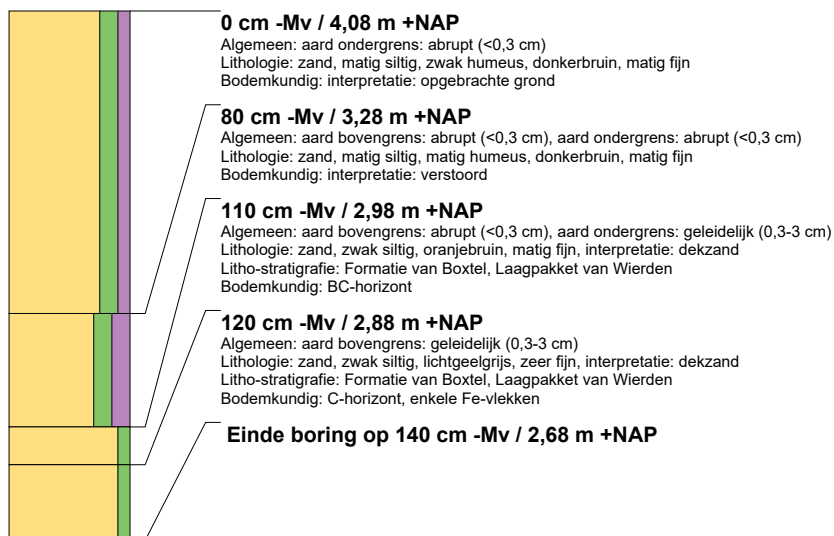 0 cm -Mv / 4,08 m +NAP
Algemeen: aard ondergrens: abrupt (<0,3 cm)
Lithologie: zand, matig siltig, zwak humeus, donkerbruin, matig fijn
Bodemkundig: interpretatie: opgebrachte grond
80 cm -Mv / 3,28 m +NAP
Algemeen: aard bovengrens: abrupt (<0,3 cm), aard ondergrens: abrupt (<0,3 cm)
Lithologie: zand, matig siltig, matig humeus, donkerbruin, matig fijn
Bodemkundig: interpretatie: verstoord
110 cm -Mv / 2,98 m +NAP
Algemeen: aard bovengrens: abrupt (<0,3 cm), aard ondergrens: geleidelijk (0,3-3 cm)
Lithologie: zand, zwak siltig, oranjebruin, matig fijn, interpretatie: dekzand
Litho-stratigrafie: Formatie van Boxtel, Laagpakket van Wierden
Bodemkundig: BC-horizont
120 cm -Mv / 2,88 m +NAP
Algemeen: aard bovengrens: geleidelijk (0,3-3 cm)
Lithologie: zand, zwak siltig, lichtgeelgrijs, zeer fijn, interpretatie: dekzand
Litho-stratigrafie: Formatie van Boxtel, Laagpakket van Wierden
Bodemkundig: C-horizont, enkele Fe-vlekken
Einde boring op 140 cm -Mv / 2,68 m +NAP